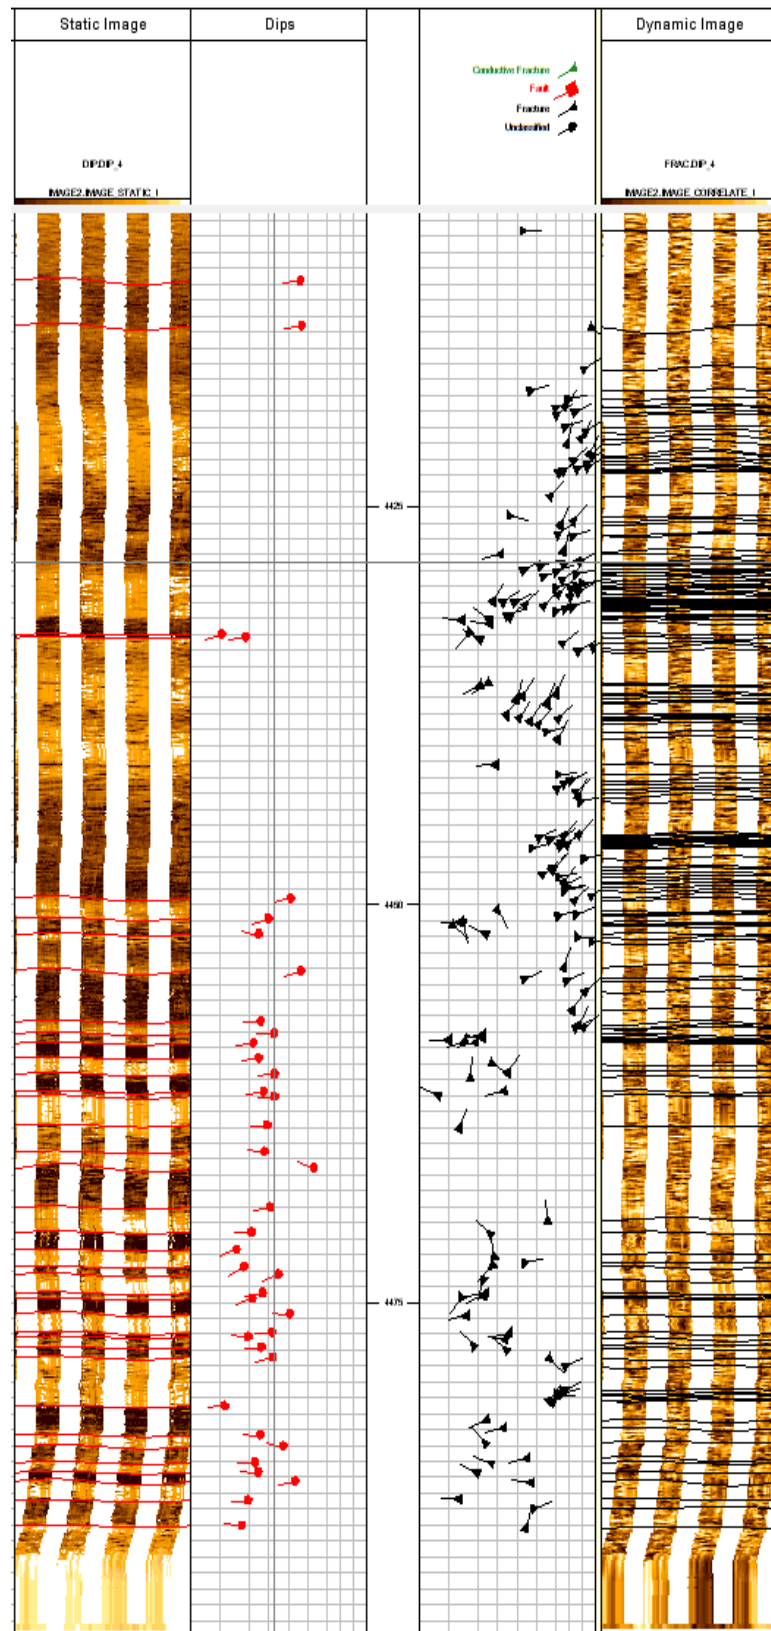 Static Image
Dips
Dynamic Image
Conductive Fracture
Fault
Fracture
Unclassified
DIP.DIP_4
FRAC.DIP_4
IMAGE2.IMAGE_STATIC_1
IMAGE2.IMAGE_CORRELATE_1
4425
4450
4475